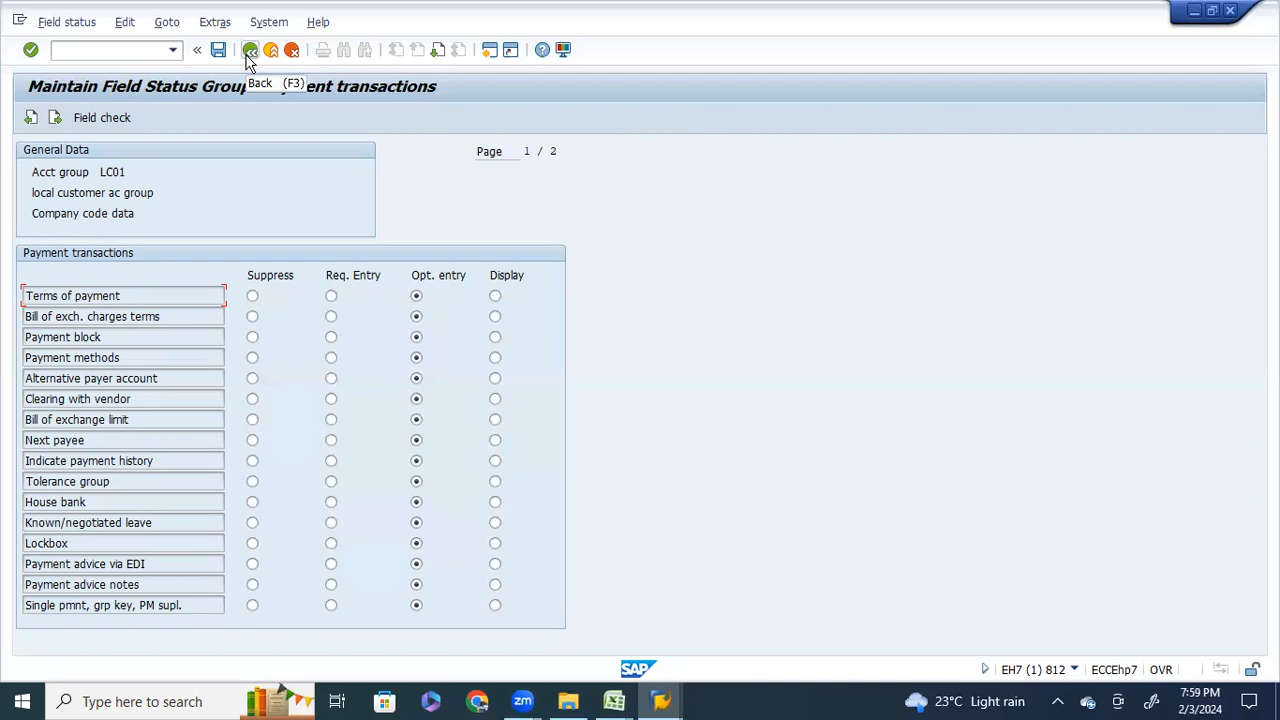 Field status Edit Goto Extras System Help
Back (F3)
Maintain Field Status Group ent transactions
Field check
General Data
Page 1 / 2
Acct group LC01
local customer ac group
Company code data
Payment transactions
Suppress Req. Entry Opt. entry Display
Terms of payment
Bill of exch. charges terms
Payment block
Payment methods
Alternative payer account
Clearing with vendor
Bill of exchange limit
Next payee
Indicate payment history
Tolerance group
House bank
Known/negotiated leave
Lockbox
Payment advice via EDI
Payment advice notes
Single pmnt, grp key, PM supl.
SAP
EH7 (1) 812 ECCEhp7 OVR
Type here to search
zm
23°C Light rain
7:59 PM
2/3/2024